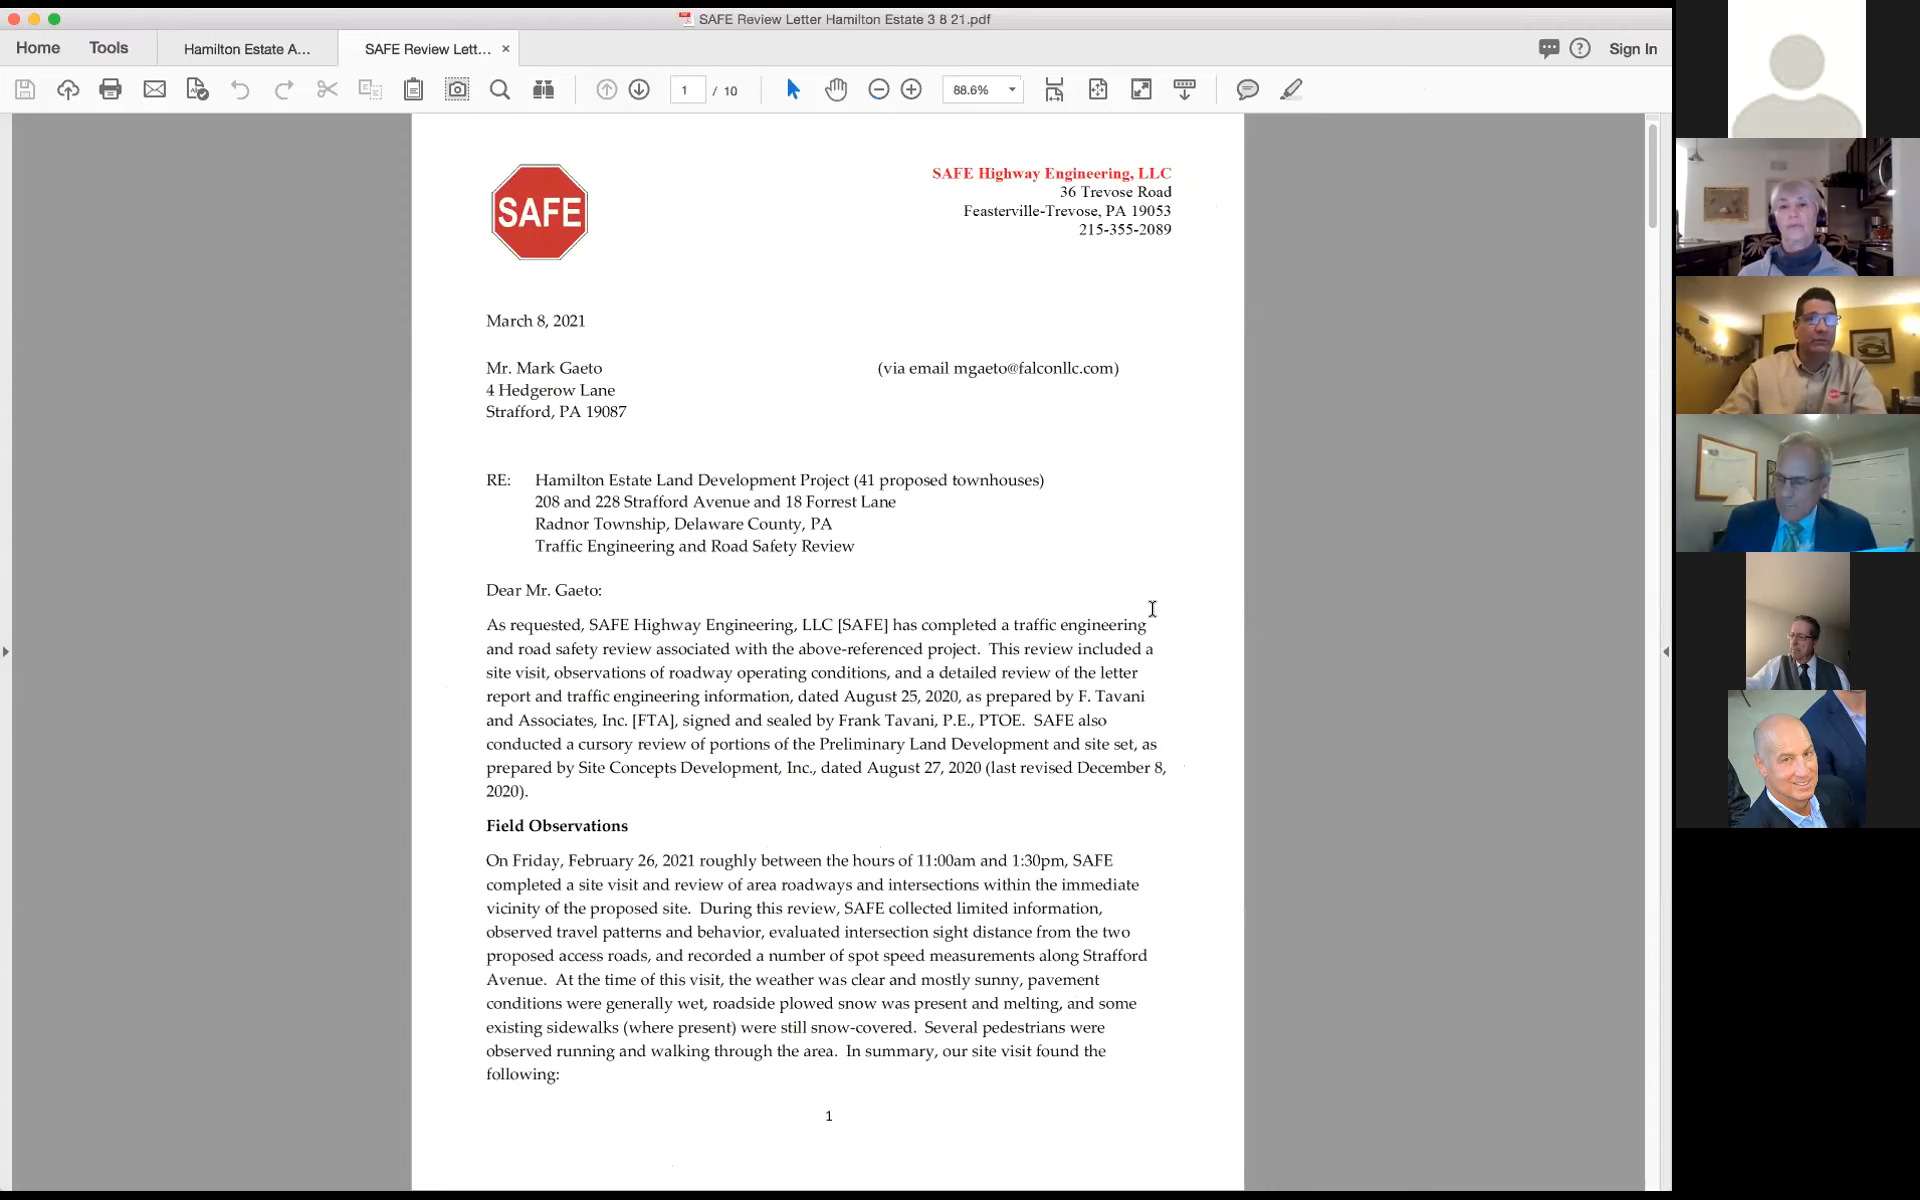 SAFE Review Letter Hamilton Estate 3 8 21.pdf
Home
Tools
Hamilton Estate A...
SAFE Review Lett...
Sign In
1 / 10
88.6%
SAFE
SAFE Highway Engineering, LLC
36 Trevose Road
Feasterville-Trevose, PA 19053
215-355-2089
March 8, 2021
Mr. Mark Gaeto (via email mgaeto@falconllc.com)
4 Hedgerow Lane
Strafford, PA 19087
RE: Hamilton Estate Land Development Project (41 proposed townhouses)
208 and 228 Strafford Avenue and 18 Forrest Lane
Radnor Township, Delaware County, PA
Traffic Engineering and Road Safety Review
Dear Mr. Gaeto:
As requested, SAFE Highway Engineering, LLC [SAFE] has completed a traffic engineering
and road safety review associated with the above-referenced project. This review included a
site visit, observations of roadway operating conditions, and a detailed review of the letter
report and traffic engineering information, dated August 25, 2020, as prepared by F. Tavani
and Associates, Inc. [FTA], signed and sealed by Frank Tavani, P.E., PTOE. SAFE also
conducted a cursory review of portions of the Preliminary Land Development and site set, as
prepared by Site Concepts Development, Inc., dated August 27, 2020 (last revised December 8,
2020).
Field Observations
On Friday, February 26, 2021 roughly between the hours of 11:00am and 1:30pm, SAFE
completed a site visit and review of area roadways and intersections within the immediate
vicinity of the proposed site. During this review, SAFE collected limited information,
observed travel patterns and behavior, evaluated intersection sight distance from the two
proposed access roads, and recorded a number of spot speed measurements along Strafford
Avenue. At the time of this visit, the weather was clear and mostly sunny, pavement
conditions were generally wet, roadside plowed snow was present and melting, and some
existing sidewalks (where present) were still snow-covered. Several pedestrians were
observed running and walking through the area. In summary, our site visit found the
following:
1